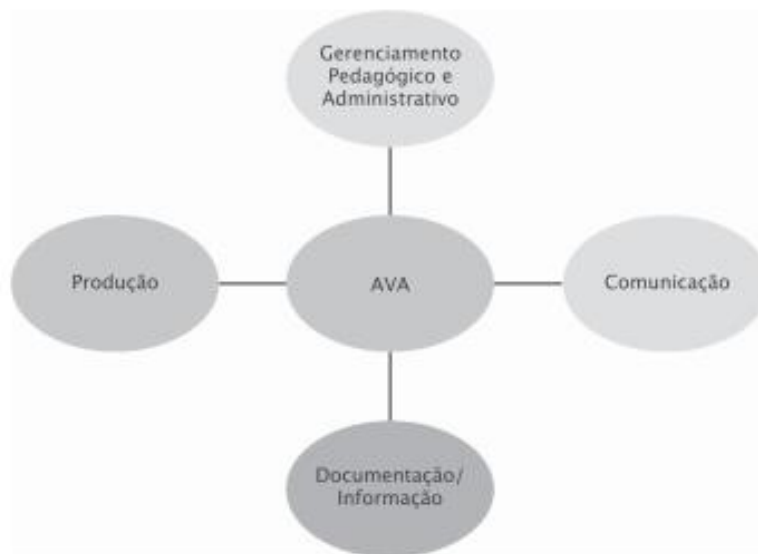 Gerenciamento
Pedagógico e
Administrativo
Produção
AVA
Comunicação
Documentação/
Informação